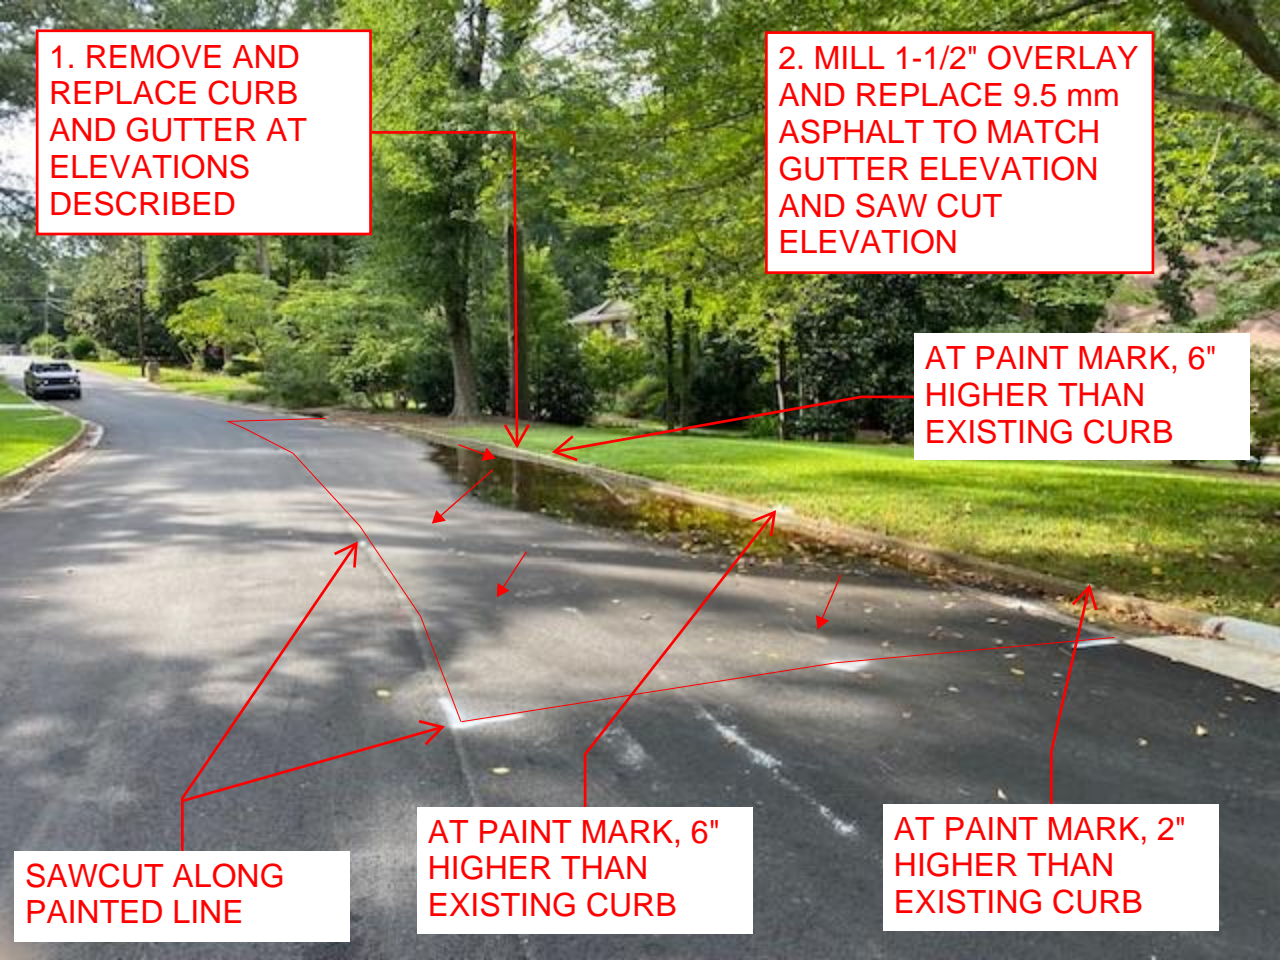 1. REMOVE AND
REPLACE CURB
AND GUTTER AT
ELEVATIONS
DESCRIBED
2. MILL 1-1/2" OVERLAY
AND REPLACE 9.5 mm
ASPHALT TO MATCH
GUTTER ELEVATION
AND SAW CUT
ELEVATION
AT PAINT MARK, 6"
HIGHER THAN
EXISTING CURB
SAWCUT ALONG
PAINTED LINE
AT PAINT MARK, 6"
HIGHER THAN
EXISTING CURB
AT PAINT MARK, 2"
HIGHER THAN
EXISTING CURB